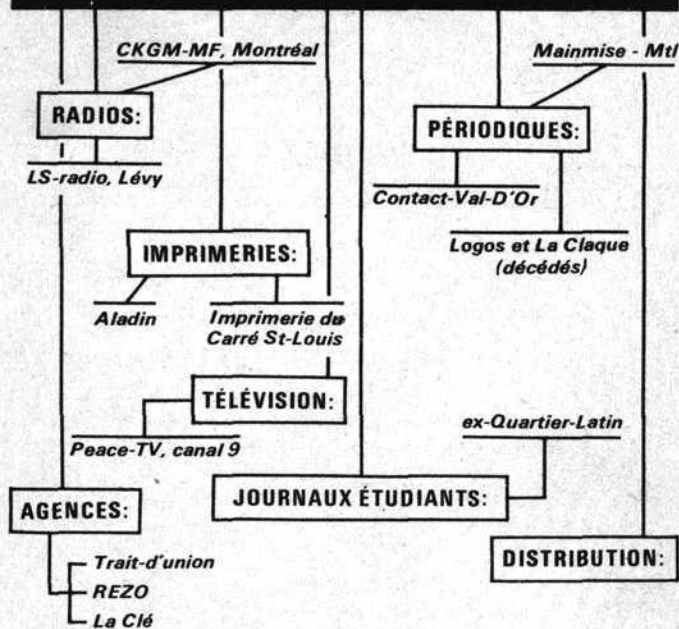 CKGM-MF, Montréal
RADIOS:
LS-radio, Lévy
Mainmise - Mtl
PÉRIODIQUES:
Contact-Val-D'Or
Logos et La Claque
(décédés)
IMPRIMERIES:
Aladin
Imprimerie du
Carré St-Louis
TÉLÉVISION:
Peace-TV, canal 9
ex-Quartier-Latin
JOURNAUX ÉTUDIANTS:
AGENCES:
Trait-d'union
REZO
La Clé
DISTRIBUTION: